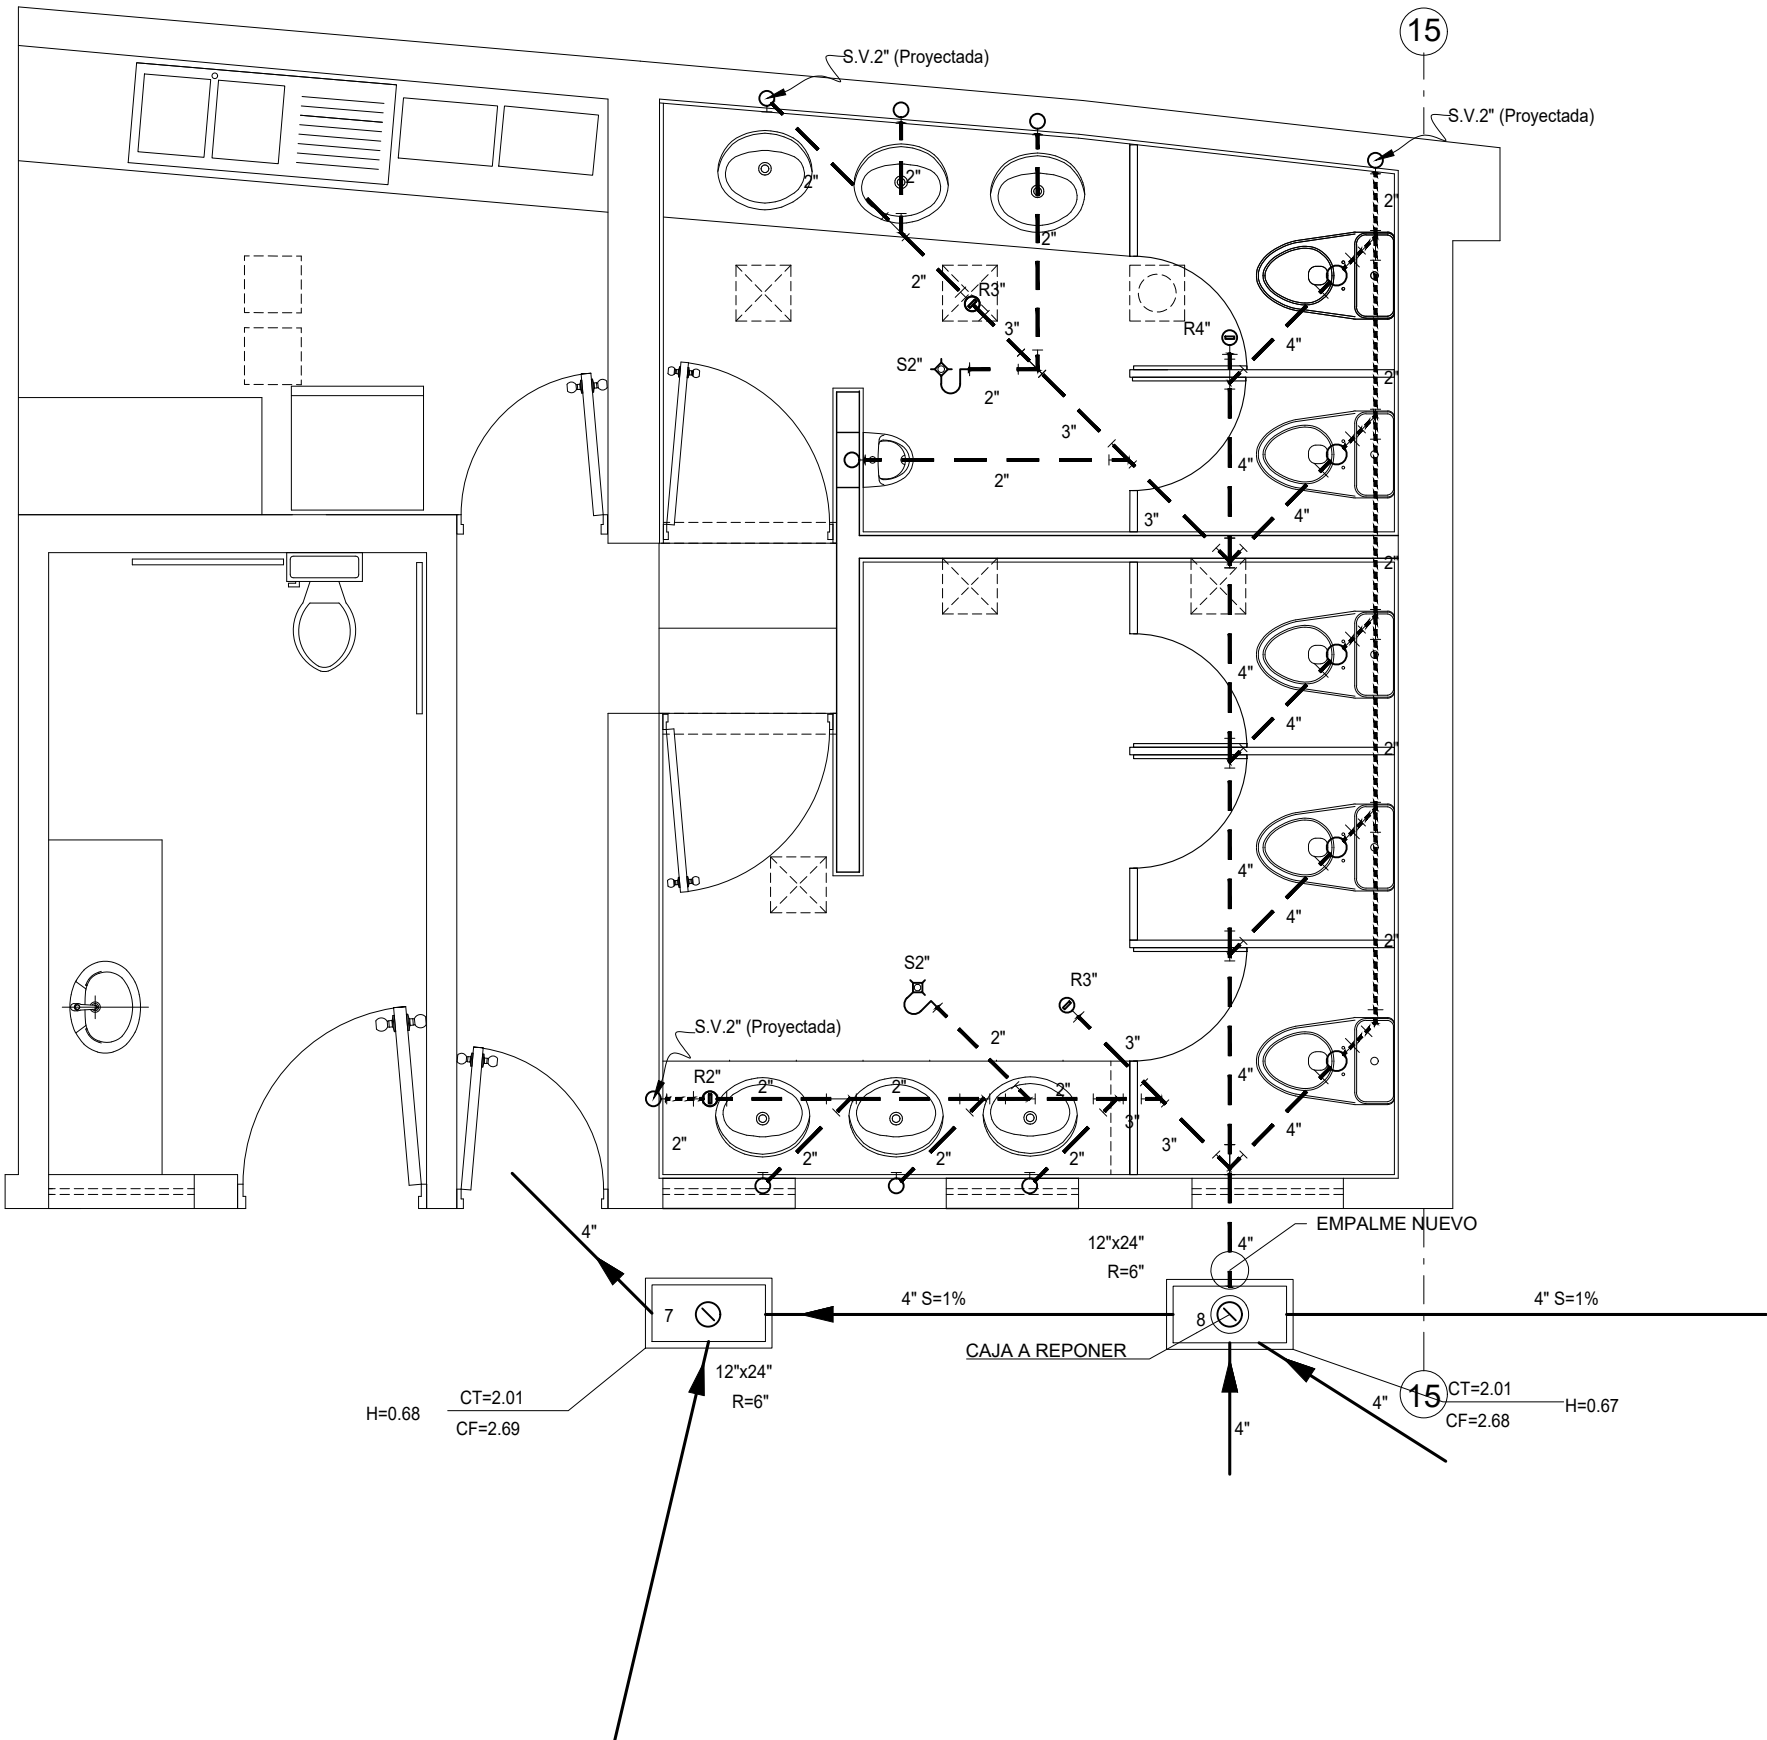 15
S.V.2" (Proyectada)
S.V.2" (Proyectada)
2"
2"
2"
2"
2"
R3"
3"
R4"
4"
S2"
2"
2"
3"
4"
2"
3"
4"
2"
4"
4"
2"
4"
4"
2"
S2"
R3"
S.V.2" (Proyectada)
2"
3"
4"
R2"
2"
2"
2"
3"
4"
2"
2"
2"
2"
3"
EMPALME NUEVO
4"
12"x24"
4"
R=6"
4" S=1%
4" S=1%
7
8
CAJA A REPONER
12"x24"
R=6"
CT=2.01
H=0.68
CF=2.69
15
CT=2.01
4"
H=0.67
CF=2.68
4"